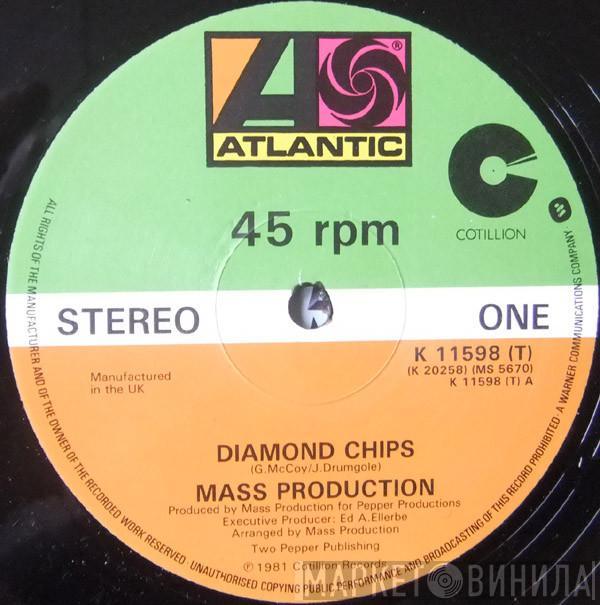 ATLANTIC
®
45 rpm
COTILLION
STEREO
ONE
K 11598 (T)
(K 20258) (MS 5670)
K 11598 (T) A
Manufactured
in the UK
DIAMOND CHIPS
(G.McCoy/J.Drumgole)
MASS PRODUCTION
Produced by Mass Production for Pepper Productions
Executive Producer: Ed A.Ellerbe
Arranged by Mass Production
Two Pepper Publishing
℗ 1981 Cotillion Records
ALL RIGHTS OF THE MANUFACTURER AND OF THE OWNER OF THE RECORDED WORK RESERVED · UNAUTHORISED COPYING PUBLIC PERFORMANCE AND BROADCASTING OF THIS RECORD PROHIBITED · A WARNER COMMUNICATIONS COMPANY
МАРКЕТ ВИНИЛА